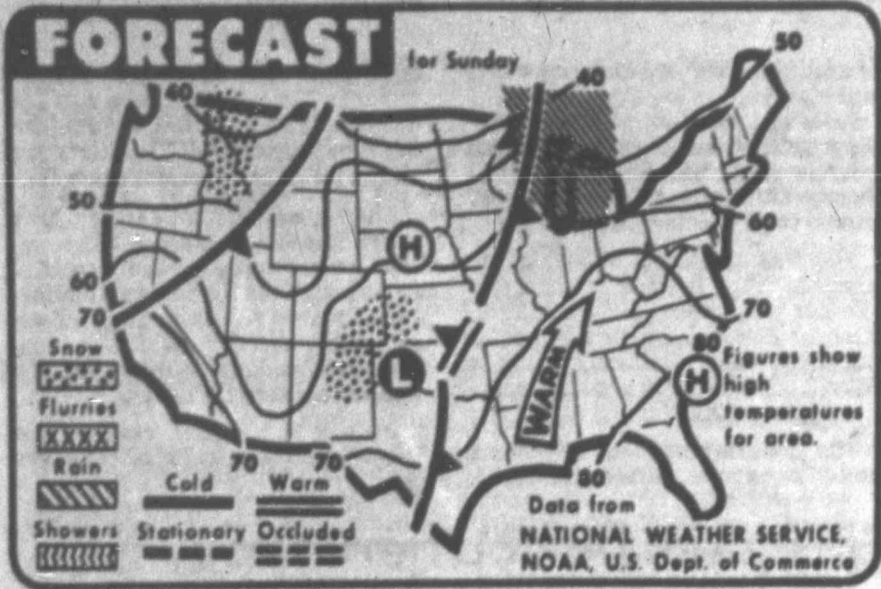 FORECAST
for Sunday
40
40
50
50
60
60
70
70
80
H
H
L
WARM
Snow
Flurries
XXXX
Rain
Showers
70
70
80
Cold
Warm
Stationary
Occluded
Figures show
high
temperatures
for area.
Data from
NATIONAL WEATHER SERVICE,
NOAA, U.S. Dept. of Commerce